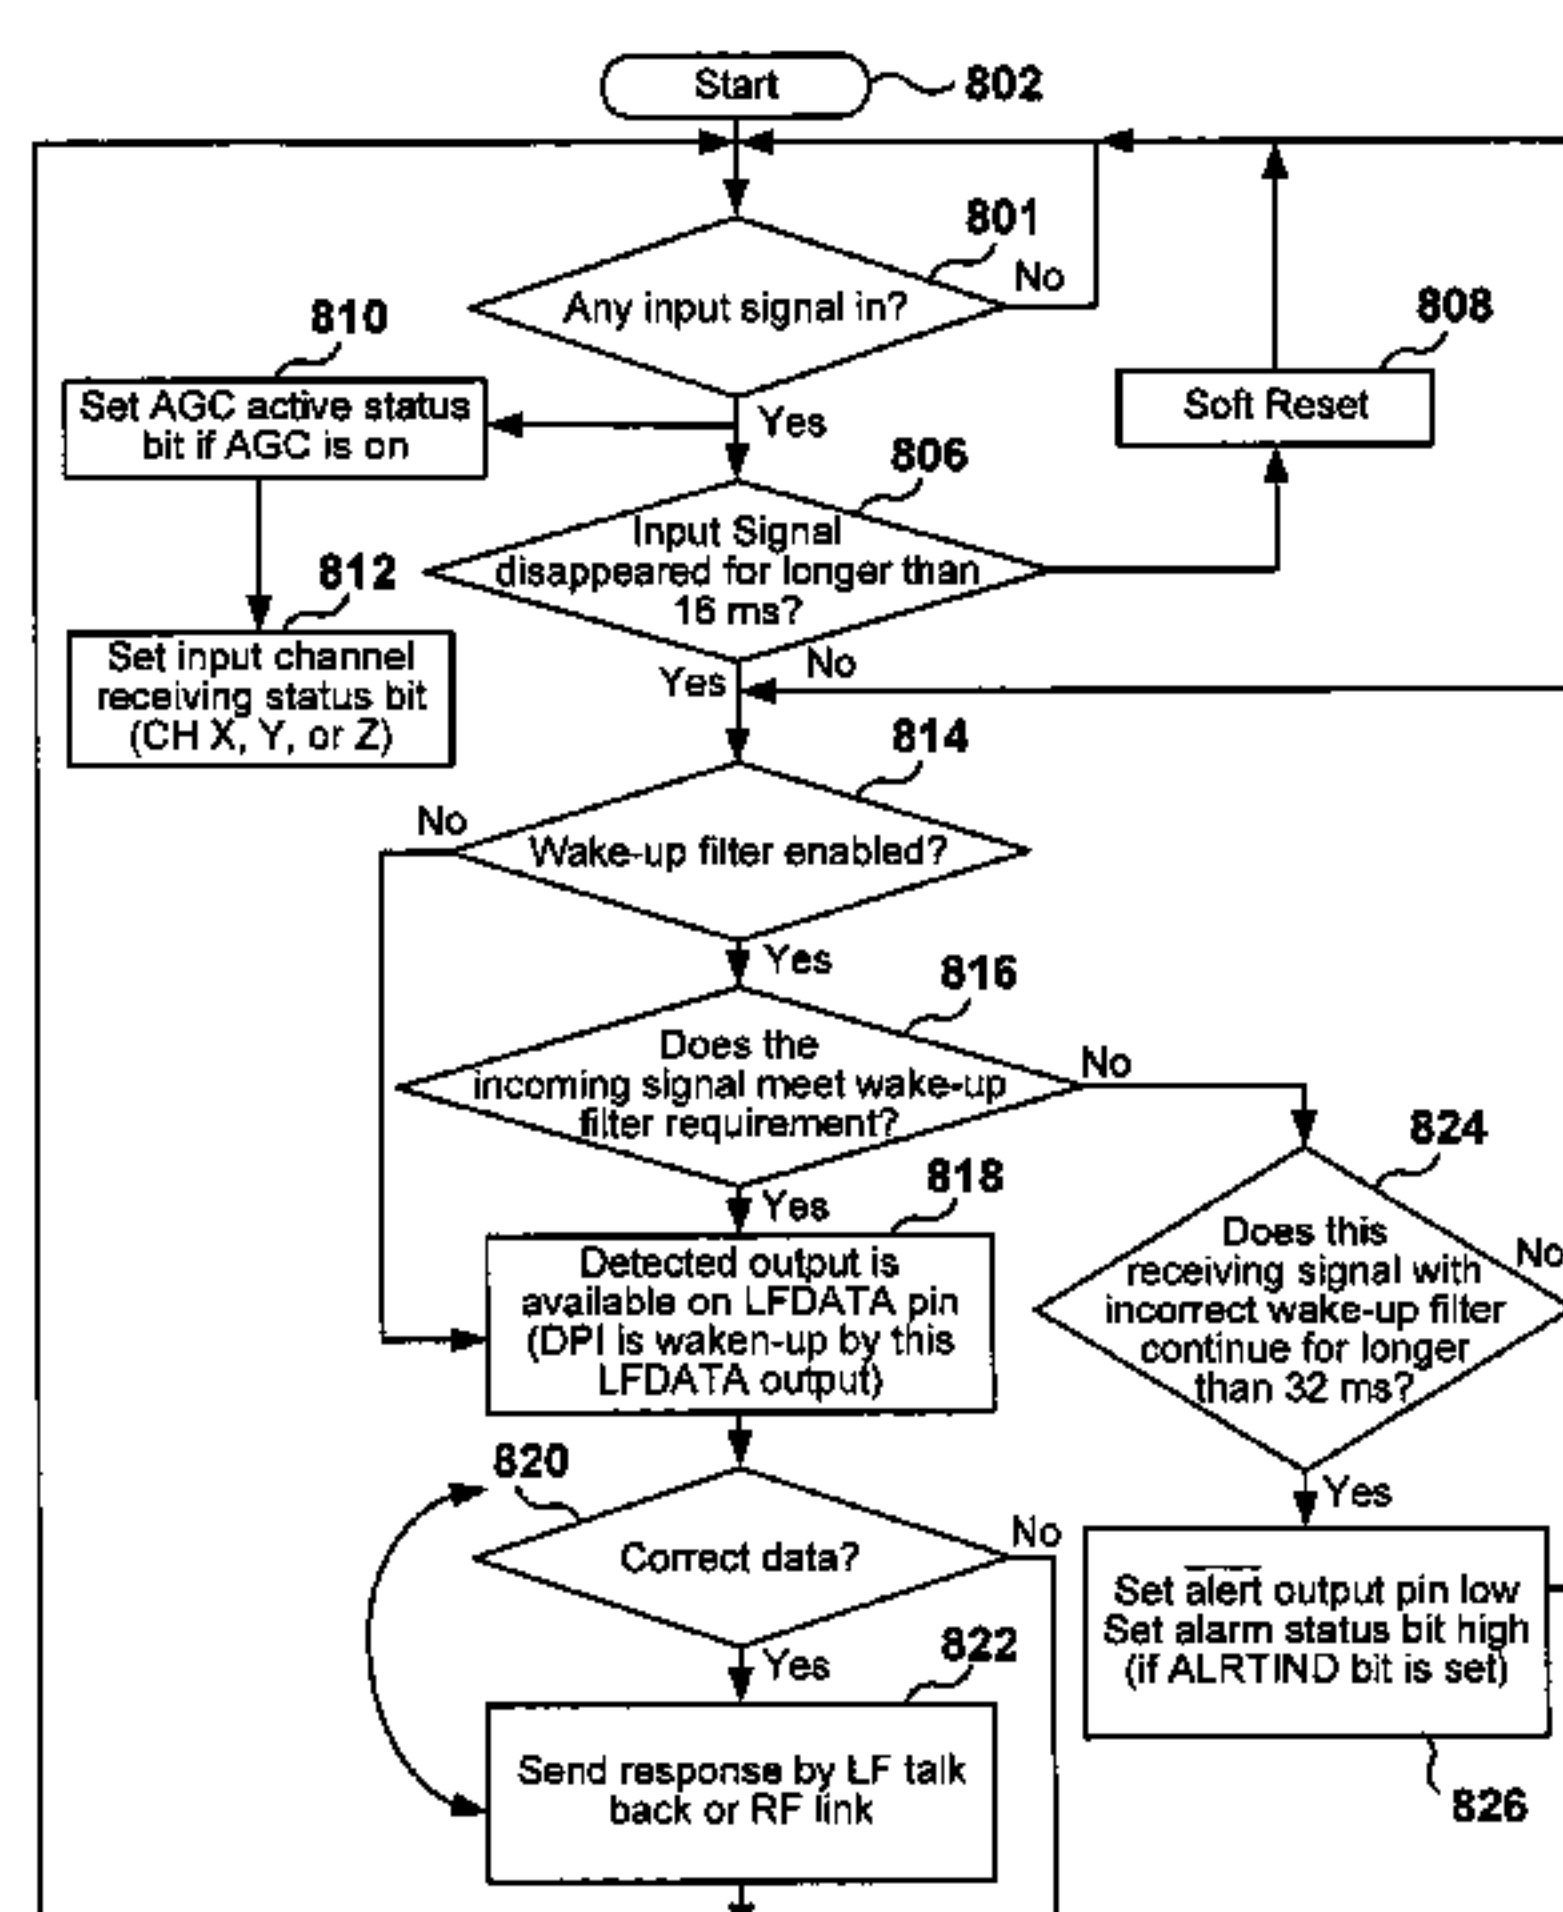 Start
802
801
Any input signal in?
No
810
Set AGC active status
bit if AGC is on
Yes
808
Soft Reset
806
Input Signal
disappeared for longer than
16 ms?
812
Set input channel
receiving status bit
(CH X, Y, or Z)
Yes
No
814
No
Wake-up filter enabled?
Yes
816
Does the
incoming signal meet wake-up
filter requirement?
No
824
Yes
818
Does this
receiving signal with
incorrect wake-up filter
continue for longer
than 32 ms?
No
Detected output is
available on LFDATA pin
(DPI is waken-up by this
LFDATA output)
820
Yes
Correct data?
No
Set alert output pin low
Set alarm status bit high
(if ALRTIND bit is set)
Yes
822
Send response by LF talk
back or RF link
826